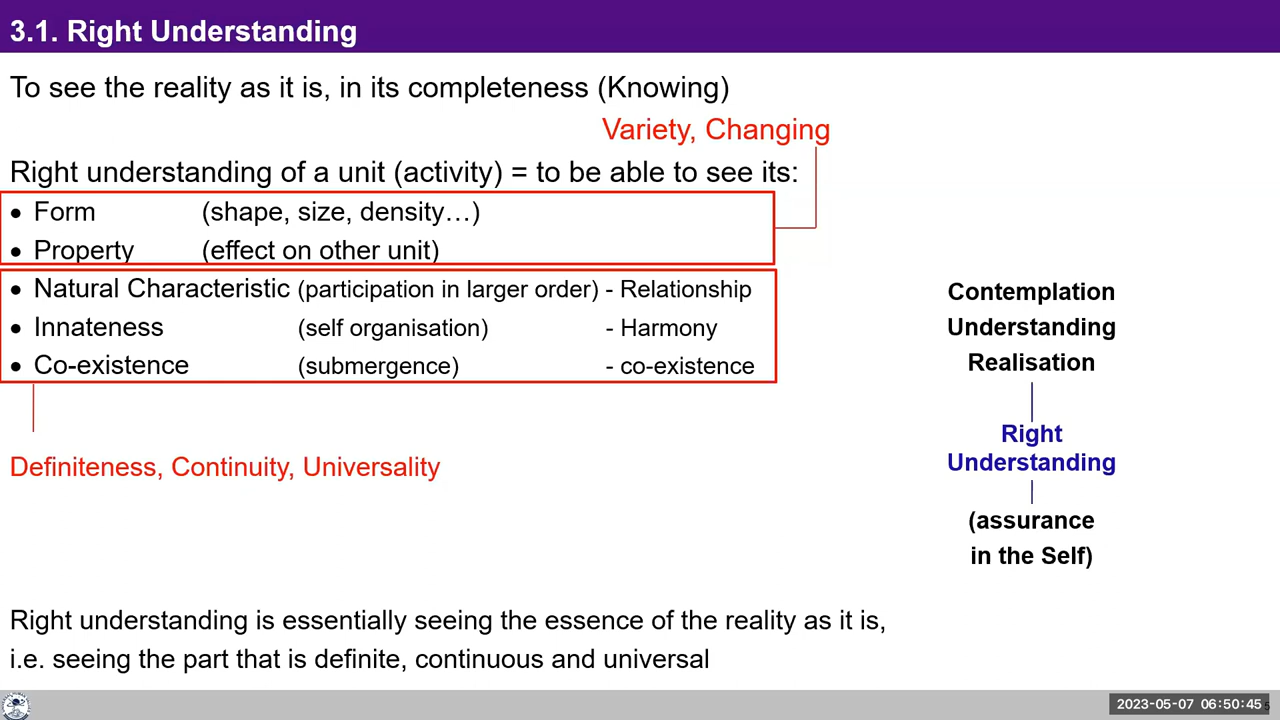 3.1. Right Understanding
To see the reality as it is, in its completeness (Knowing)
Variety, Changing
Right understanding of a unit (activity) = to be able to see its:
• Form (shape, size, density…)
• Property (effect on other unit)
• Natural Characteristic (participation in larger order) - Relationship
• Innateness (self organisation) - Harmony
• Co-existence (submergence) - co-existence
Definiteness, Continuity, Universality
Contemplation
Understanding
Realisation
Right
Understanding
(assurance
in the Self)
Right understanding is essentially seeing the essence of the reality as it is,
i.e. seeing the part that is definite, continuous and universal
2023-05-07 06:50:45